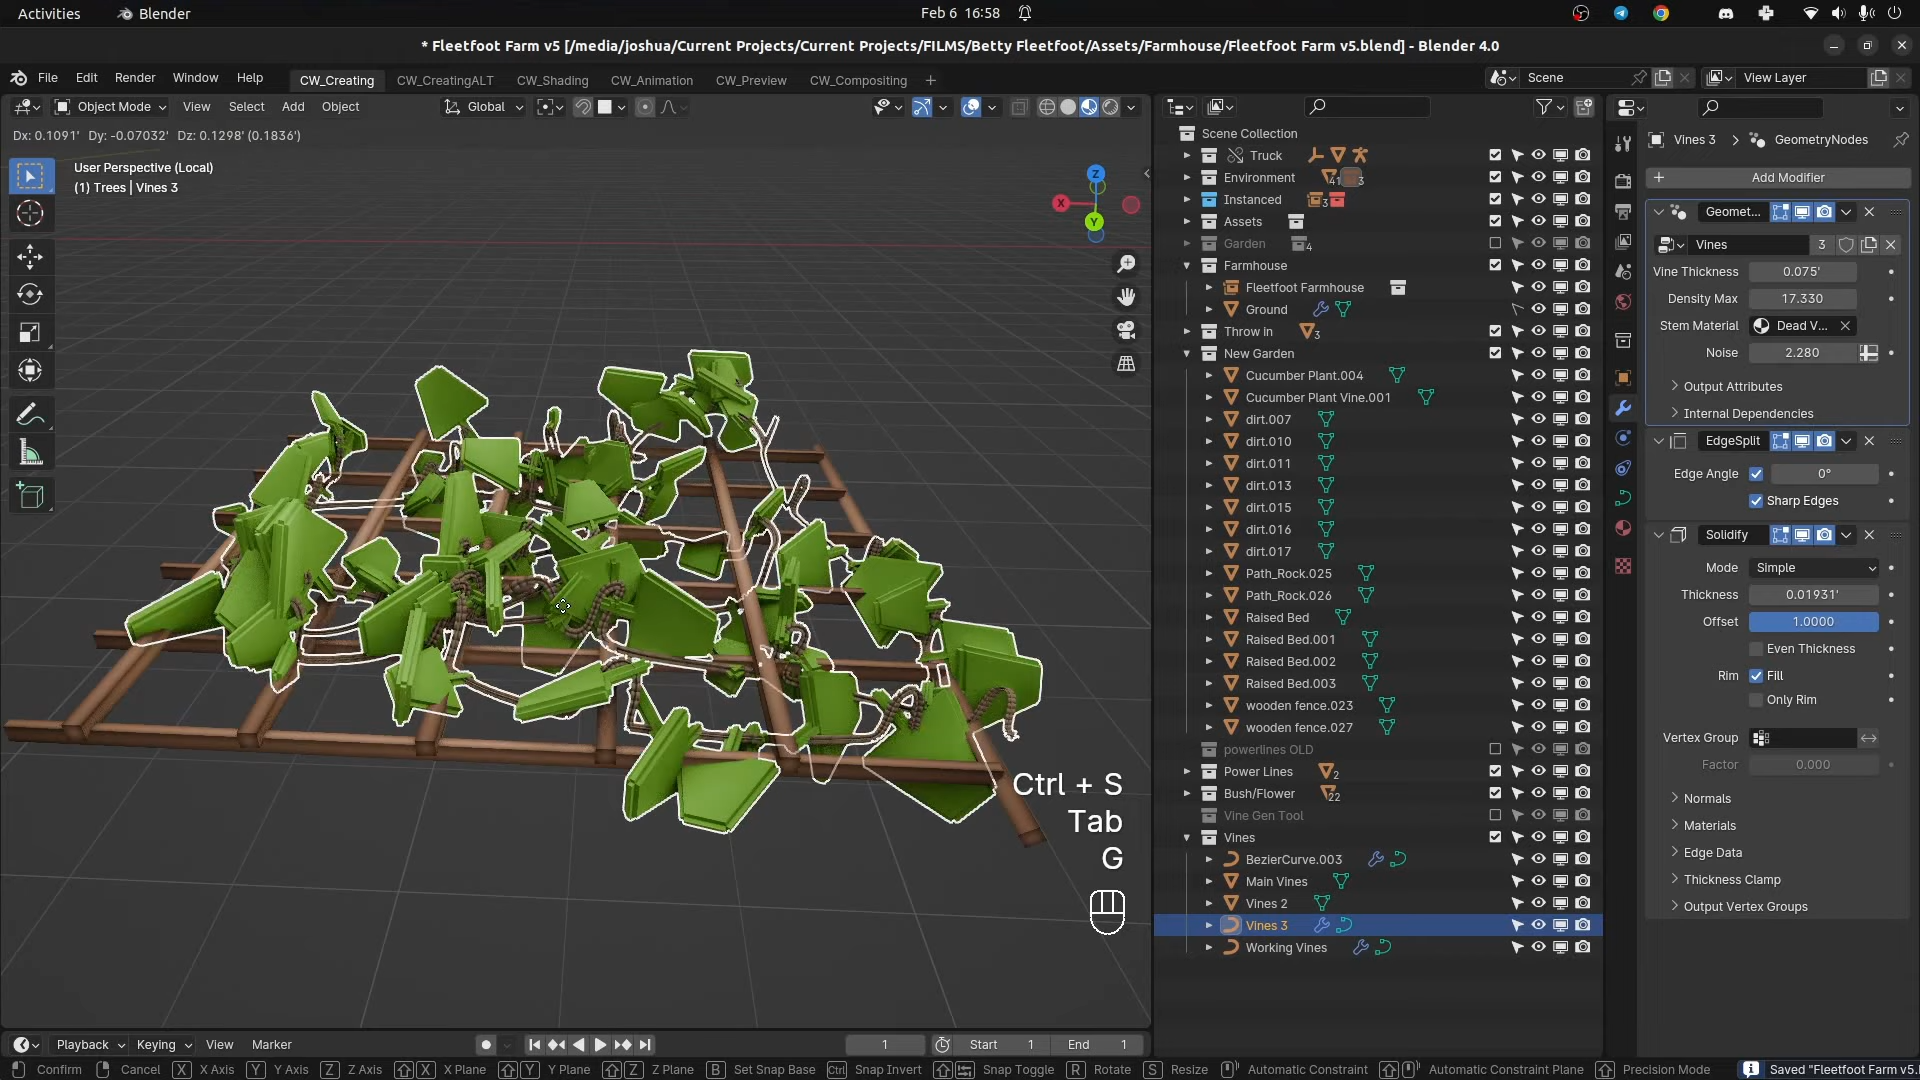 Activities Blender Feb 6 16:58
* Fleetfoot Farm v5 [/media/joshua/Current Projects/Current Projects/FILMS/Betty Fleetfoot/Assets/Farmhouse/Fleetfoot Farm v5.blend] - Blender 4.0
File Edit Render Window Help CW_Creating CW_CreatingALT CW_Shading CW_Animation CW_Preview CW_Compositing Scene View Layer
Object Mode View Select Add Object Global
Dx: 0.1091' Dy: -0.07032' Dz: 0.1298' (0.1836')
User Perspective (Local)
(1) Trees | Vines 3
Z
X
Y
Ctrl + S
Tab
G
Scene Collection
Truck
Environment 41 3
Instanced 3
Assets
Garden 4
Farmhouse
Fleetfoot Farmhouse
Ground
Throw in 3
New Garden
Cucumber Plant.004
Cucumber Plant Vine.001
dirt.007
dirt.010
dirt.011
dirt.013
dirt.015
dirt.016
dirt.017
Path_Rock.025
Path_Rock.026
Raised Bed
Raised Bed.001
Raised Bed.002
Raised Bed.003
wooden fence.023
wooden fence.027
powerlines OLD
Power Lines 2
Bush/Flower 22
Vine Gen Tool
Vines
BezierCurve.003
Main Vines
Vines 2
Vines 3
Working Vines
Vines 3 GeometryNodes
Add Modifier
Geomet...
Vines 3
Vine Thickness 0.075'
Density Max 17.330
Stem Material Dead V...
Noise 2.280
Output Attributes
Internal Dependencies
EdgeSplit
Edge Angle 0°
Sharp Edges
Solidify
Mode Simple
Thickness 0.01931'
Offset 1.0000
Even Thickness
Rim Fill
Only Rim
Vertex Group
Factor 0.000
Normals
Materials
Edge Data
Thickness Clamp
Output Vertex Groups
Playback Keying View Marker 1 Start 1 End 1
Confirm Cancel X X Axis Y Y Axis Z Z Axis X X Plane Y Y Plane Z Z Plane B Set Snap Base Ctrl Snap Invert Snap Toggle R Rotate S Resize Automatic Constraint Automatic Constraint Plane Precision Mode Saved "Fleetfoot Farm v5.